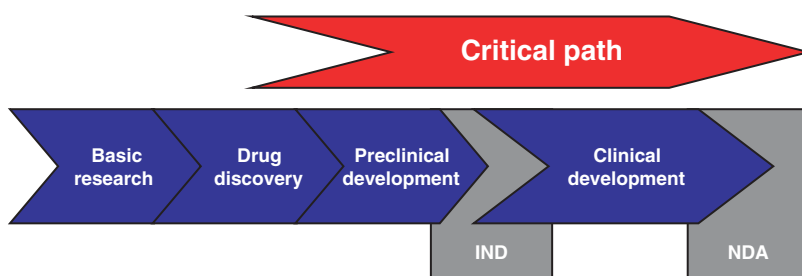 Critical path
Basic
research
Drug
discovery
Preclinical
development
Clinical
development
IND
NDA